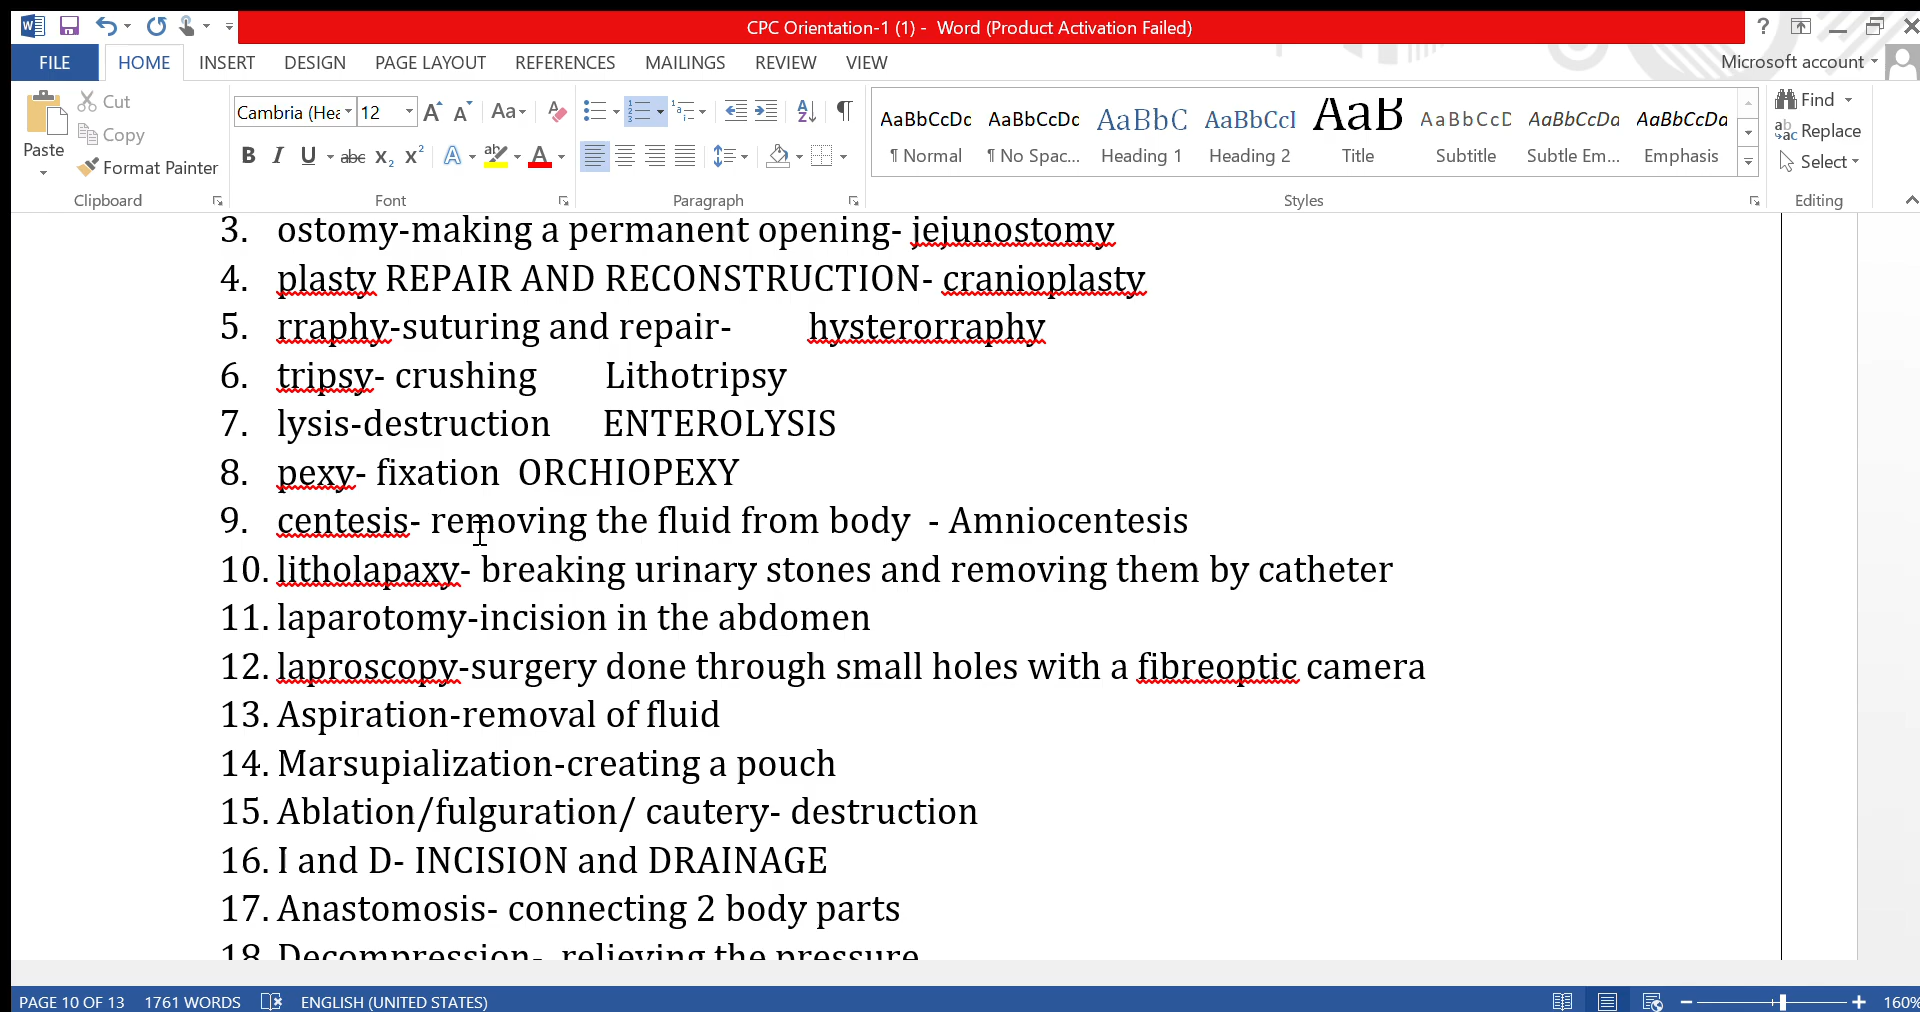 CPC Orientation-1 (1) - Word (Product Activation Failed)
FILE HOME INSERT DESIGN PAGE LAYOUT REFERENCES MAILINGS REVIEW VIEW Microsoft account
Paste Cut Copy Format Painter
Clipboard
Cambria (Hea 12 Aa
B I U abc X2 X2 A A
Font
Paragraph
AaBbCcDc AaBbCcDc AaBbC AaBbCcI AaB AaBbCcD AaBbCcDa AaBbCcDa
¶ Normal ¶ No Spac... Heading 1 Heading 2 Title Subtitle Subtle Em... Emphasis
Styles
Find
Replace
Select
Editing
3. ostomy-making a permanent opening- jejunostomy
4. plasty REPAIR AND RECONSTRUCTION- cranioplasty
5. rraphy-suturing and repair- hysterorraphy
6. tripsy- crushing Lithotripsy
7. lysis-destruction ENTEROLYSIS
8. pexy- fixation ORCHIOPEXY
9. centesis- removing the fluid from body - Amniocentesis
10. litholapaxy- breaking urinary stones and removing them by catheter
11. laparotomy-incision in the abdomen
12. laproscopy-surgery done through small holes with a fibreoptic camera
13. Aspiration-removal of fluid
14. Marsupialization-creating a pouch
15. Ablation/fulguration/ cautery- destruction
16. I and D- INCISION and DRAINAGE
17. Anastomosis- connecting 2 body parts
18. Decompression- relieving the pressure
PAGE 10 OF 13 1761 WORDS ENGLISH (UNITED STATES) 160%